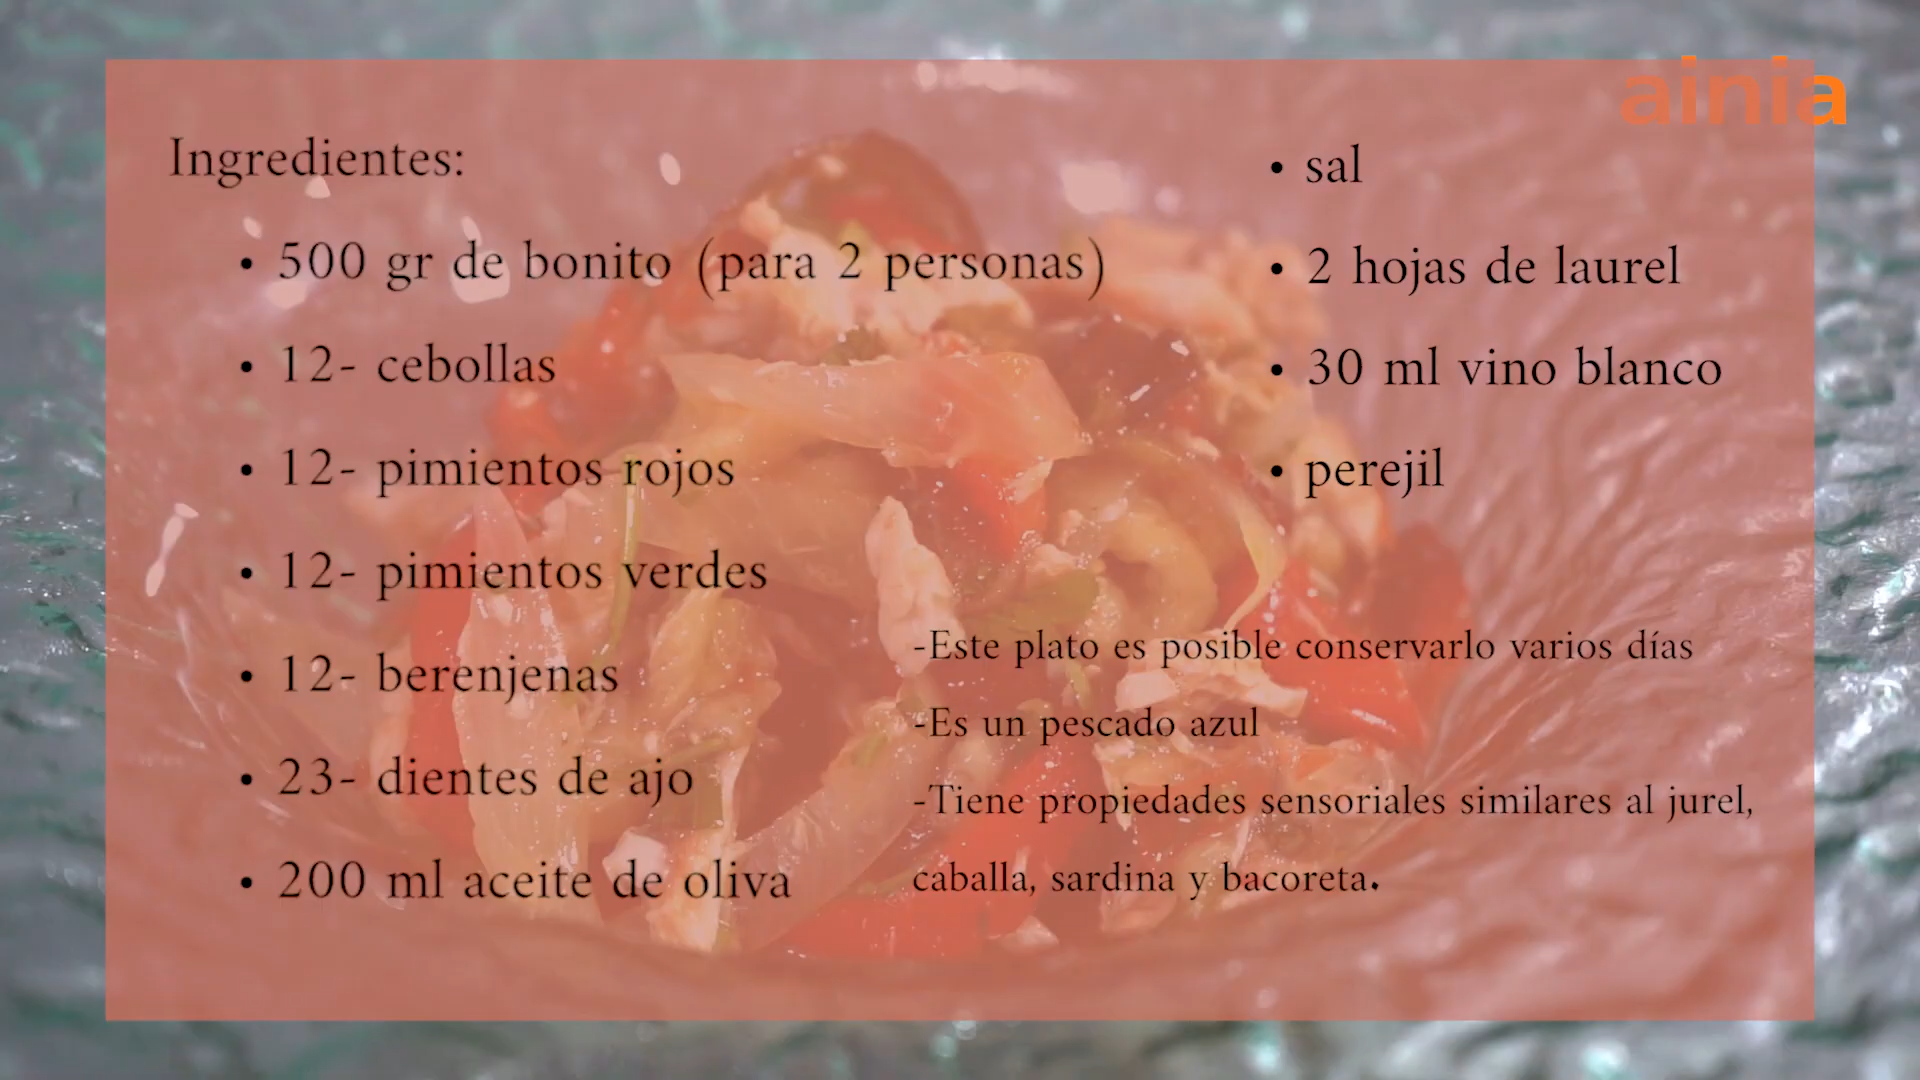 ainia
Ingredientes:
• 500 gr de bonito (para 2 personas)
• 12- cebollas
• 12- pimientos rojos
• 12- pimientos verdes
• 12- berenjenas
• 23- dientes de ajo
• 200 ml aceite de oliva
• sal
• 2 hojas de laurel
• 30 ml vino blanco
• perejil
-Este plato es posible conservarlo varios días
-Es un pescado azul
-Tiene propiedades sensoriales similares al jurel,
caballa, sardina y bacoreta.